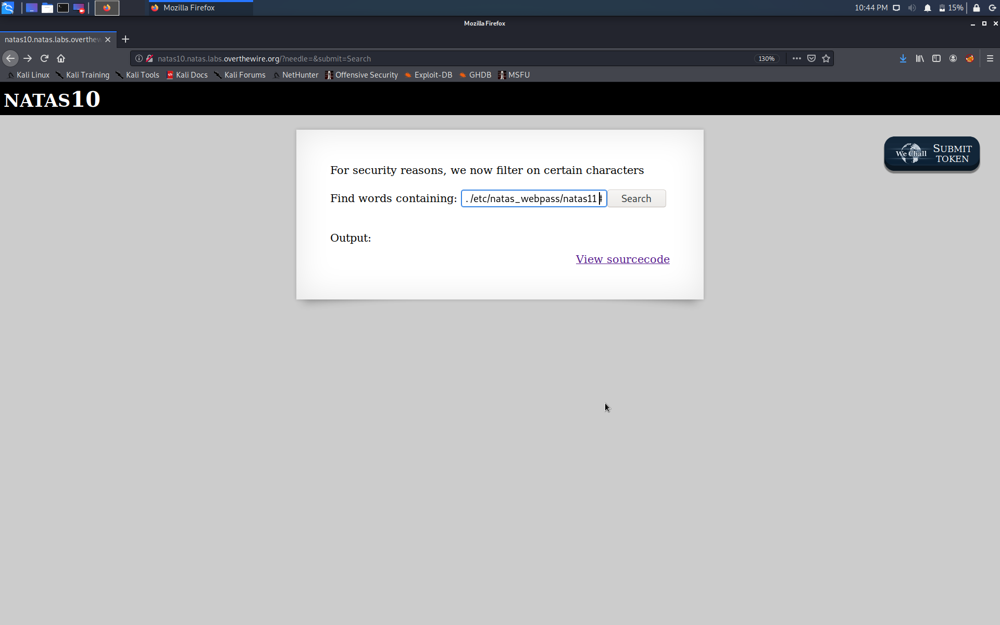 Mozilla Firefox
10:44 PM
15%
Mozilla Firefox
natas10.natas.labs.overthew
natas10.natas.labs.overthewire.org/?needle=&submit=Search
130%
Kali Linux Kali Training Kali Tools Kali Docs Kali Forums NetHunter Offensive Security Exploit-DB GHDB MSFU
NATAS10
We Chall
SUBMIT
TOKEN
For security reasons, we now filter on certain characters
Find words containing: . /etc/natas_webpass/natas11 # Search
Output:
View sourcecode